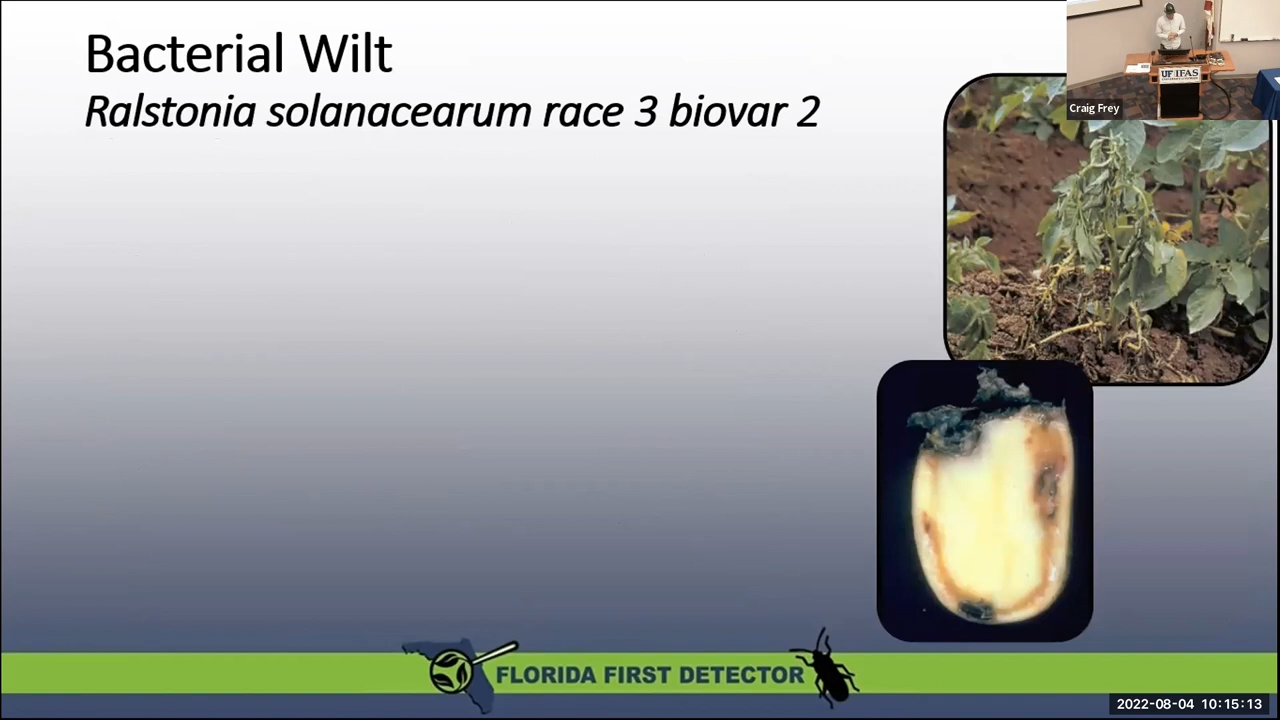 Bacterial Wilt
Ralstonia solanacearum race 3 biovar 2
UF IFAS
Craig Frey
FLORIDA FIRST DETECTOR
2022-08-04 10:15:13